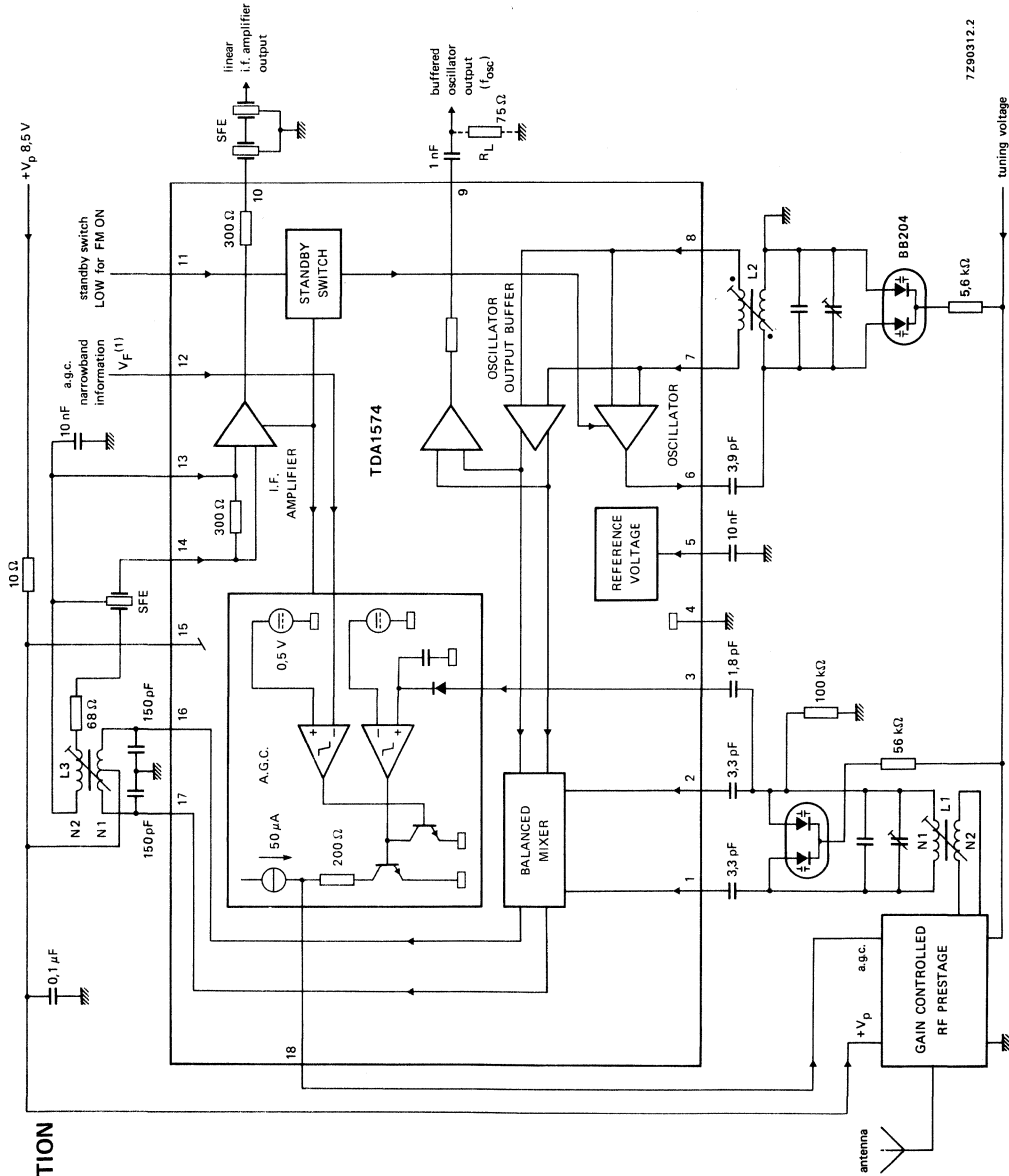 TION
+Vp 8,5 V
10 Ω
0,1 μF
10 nF
a.g.c.
narrowband
information
VF(1)
standby switch
LOW for FM ON
linear
i.f. amplifier
output
SFE
L3
N2
N1
68 Ω
150 pF
150 pF
SFE
17
16
15
14
13
12
11
10
18
300 Ω
300 Ω
I.F.
AMPLIFIER
STANDBY
SWITCH
A.G.C.
50 μA
200 Ω
0,5 V
+
−
−
+
TDA1574
buffered
oscillator
output
(fosc)
1 nF
RL
75 Ω
9
OSCILLATOR
OUTPUT BUFFER
OSCILLATOR
BALANCED
MIXER
REFERENCE
VOLTAGE
1
2
3
4
5
6
7
8
3,3 pF
3,3 pF
1,8 pF
10 nF
3,9 pF
L2
100 kΩ
56 kΩ
N1
L1
N2
BB204
5,6 kΩ
antenna
+Vp
a.g.c.
GAIN CONTROLLED
RF PRESTAGE
tuning voltage
7Z90312.2